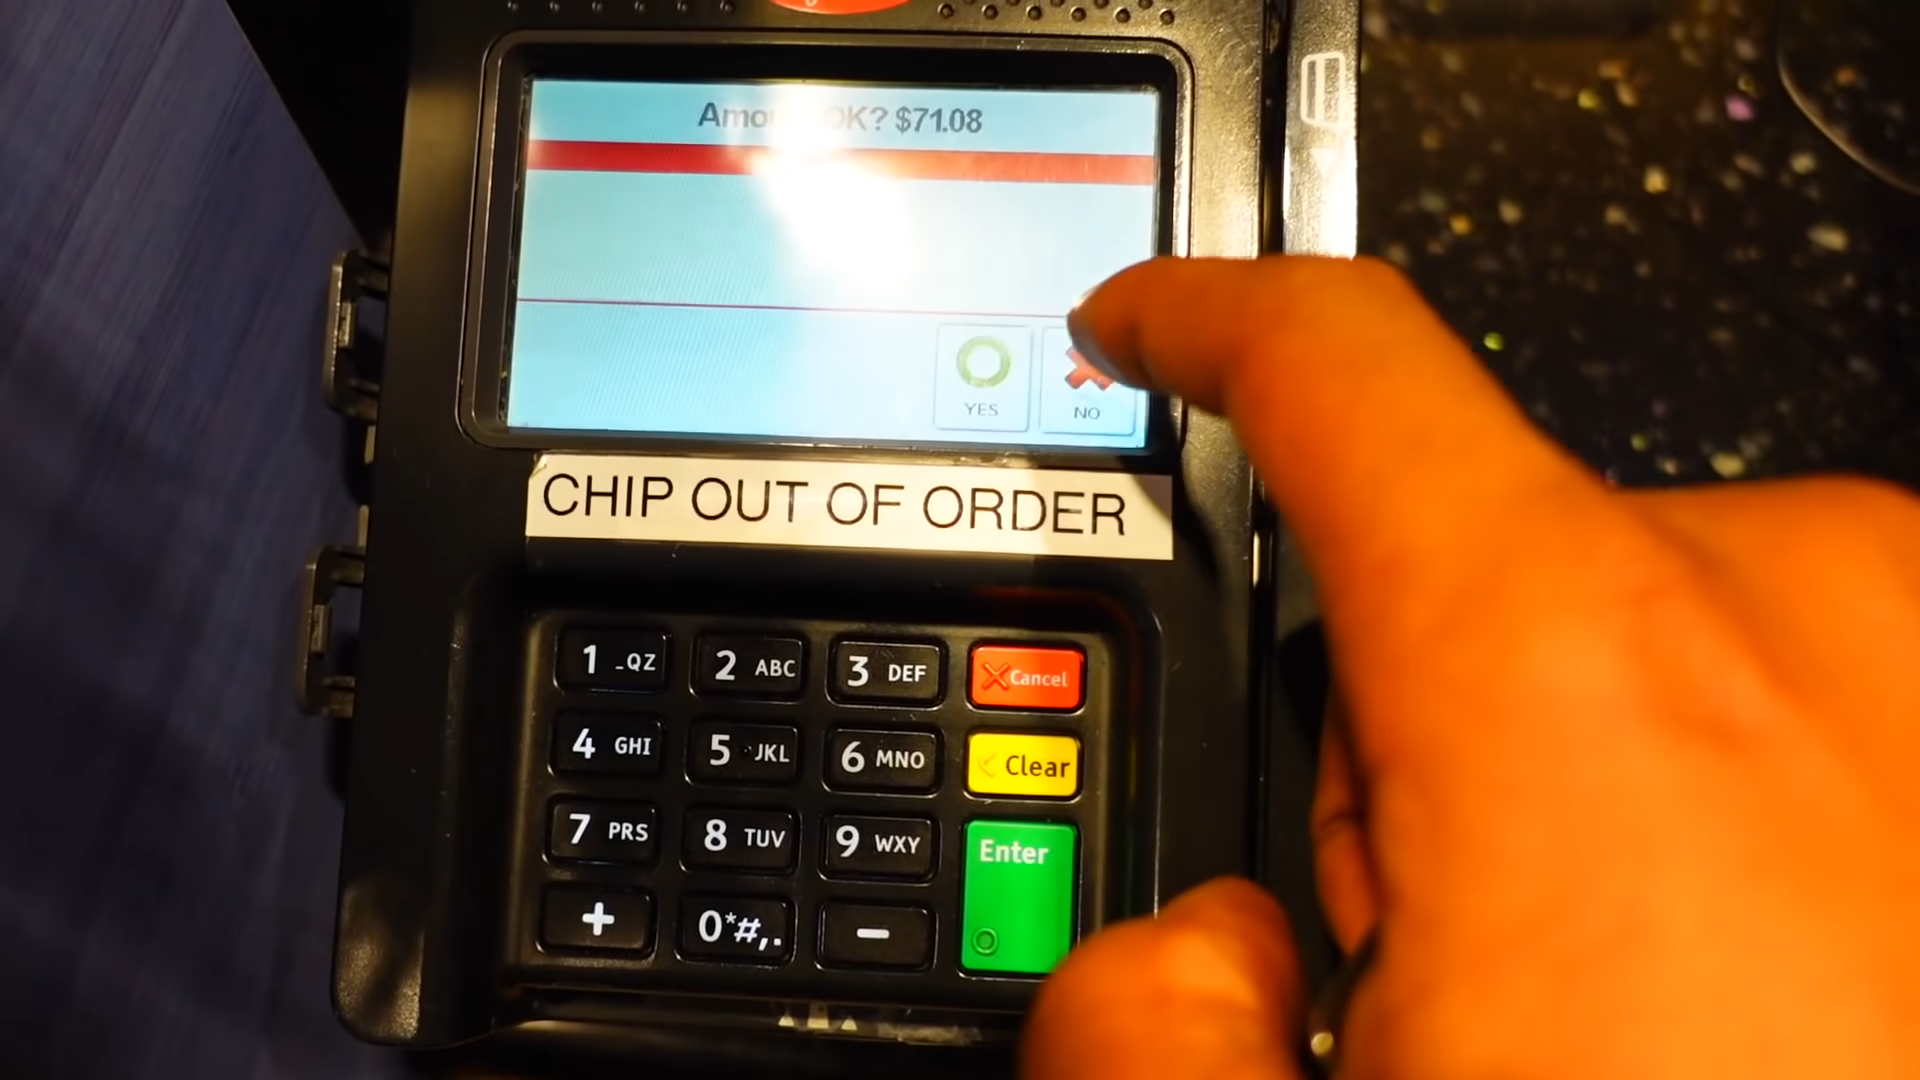 OK? $71.08
YES NO
CHIP OUT OF ORDER
1 -QZ 2 ABC 3 DEF Cancel
4 GHI 5 JKL 6 MNO < Clear
7 PRS 8 TUV 9 WXY Enter
+ 0*#,. -